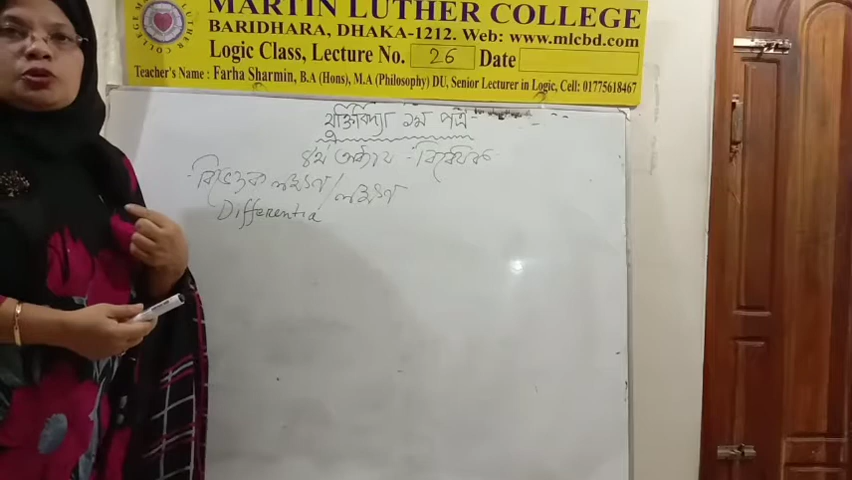 MARTIN LUTHER COLLEGE
BARIDHARA, DHAKA-1212. Web: www.mlcbd.com
Logic Class, Lecture No. 26 Date
Teacher's Name : Farha Sharmin, B.A (Hons), M.A (Philosophy) DU, Senior Lecturer in Logic, Cell: 01775618467
যুক্তিবিদ্যা ১ম পত্র
৪র্থ অধ্যায় - বিধেয়ক
বিভেদক লক্ষণ / লক্ষণ
Differentia